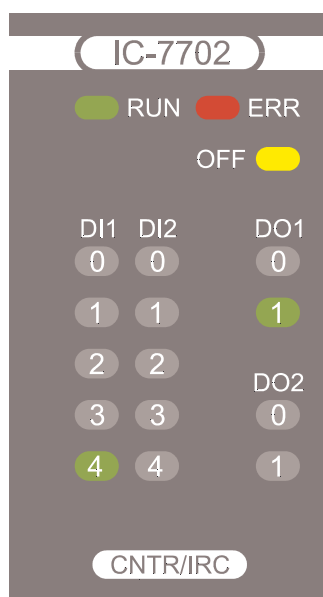 IC-7702
RUN ERR
OFF
DI1 DI2 DO1
0 0 0
1 1 1
2 2
DO2
3 3 0
4 4 1
CNTR/IRC